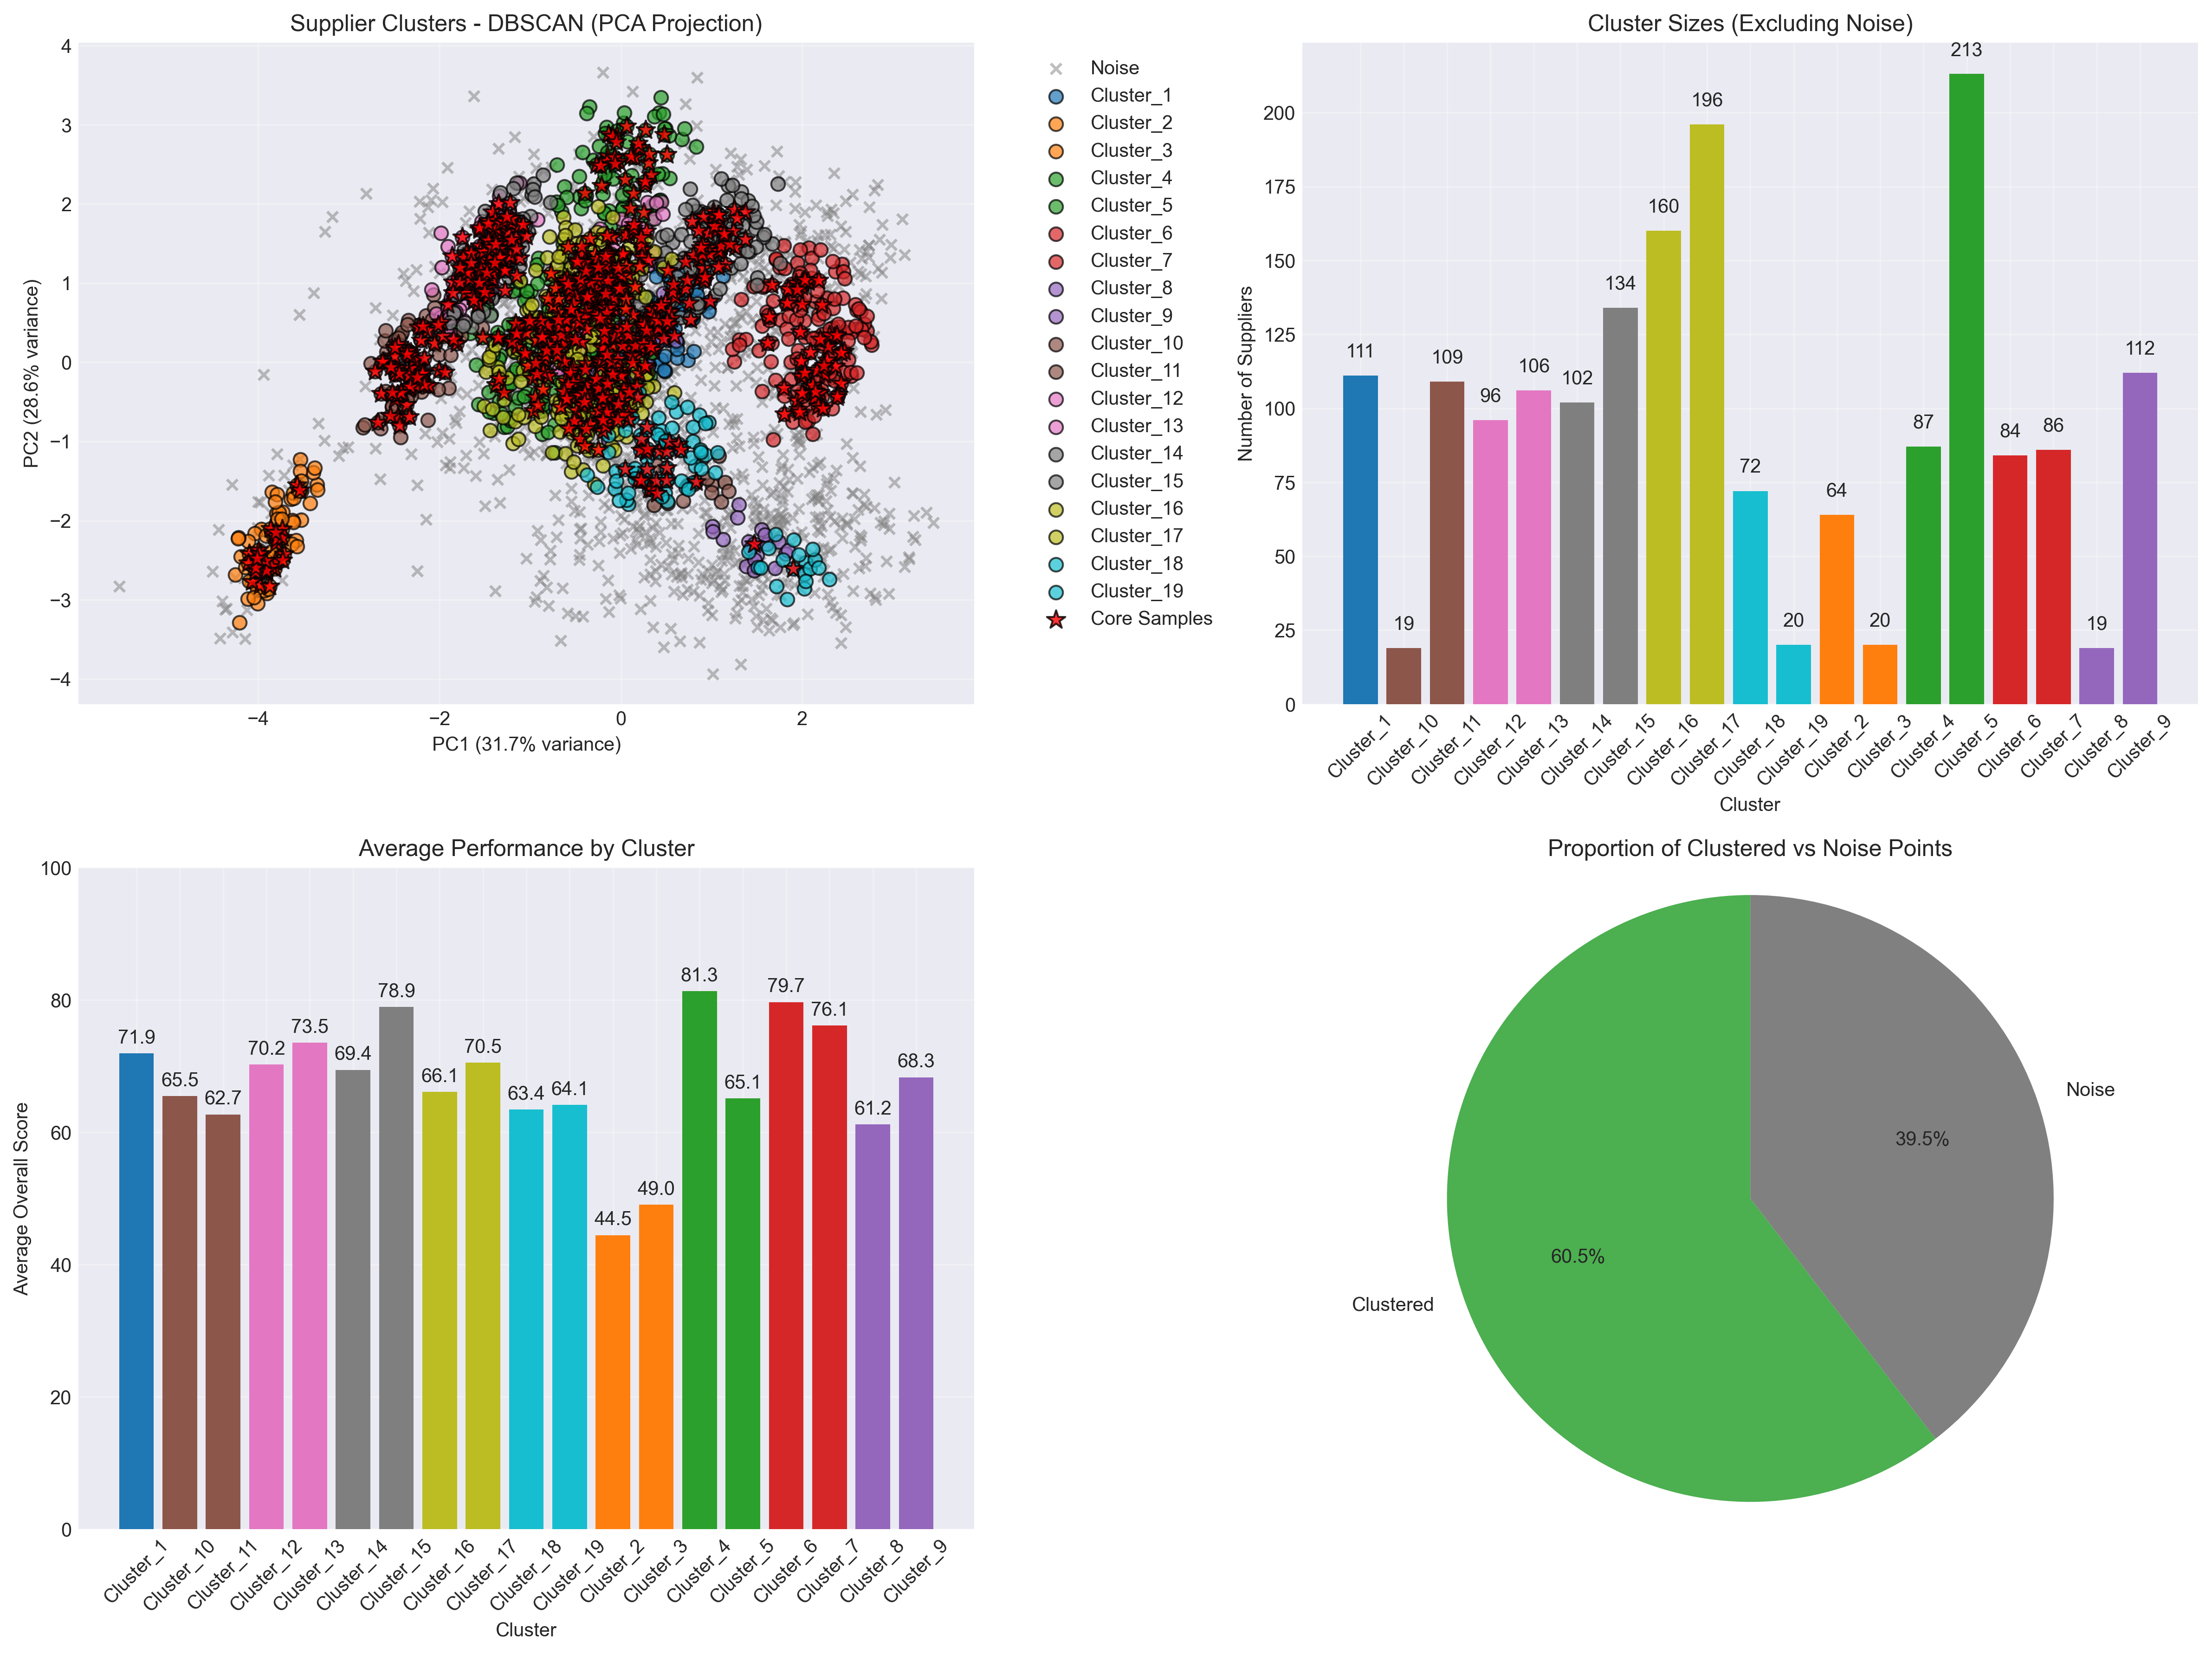 Supplier Clusters - DBSCAN (PCA Projection)
4
3
2
1
0
−1
−2
−3
−4
PC2 (28.6% variance)
−4
−2
0
2
PC1 (31.7% variance)
Noise
Cluster_1
Cluster_2
Cluster_3
Cluster_4
Cluster_5
Cluster_6
Cluster_7
Cluster_8
Cluster_9
Cluster_10
Cluster_11
Cluster_12
Cluster_13
Cluster_14
Cluster_15
Cluster_16
Cluster_17
Cluster_18
Cluster_19
Core Samples
Cluster Sizes (Excluding Noise)
200
175
150
125
100
75
50
25
0
Number of Suppliers
111
19
109
96
106
102
134
160
196
72
20
64
20
87
213
84
86
19
112
Cluster_1
Cluster_10
Cluster_11
Cluster_12
Cluster_13
Cluster_14
Cluster_15
Cluster_16
Cluster_17
Cluster_18
Cluster_19
Cluster_2
Cluster_3
Cluster_4
Cluster_5
Cluster_6
Cluster_7
Cluster_8
Cluster_9
Cluster
Average Performance by Cluster
100
80
60
40
20
0
Average Overall Score
71.9
65.5
62.7
70.2
73.5
69.4
78.9
66.1
70.5
63.4
64.1
44.5
49.0
81.3
65.1
79.7
76.1
61.2
68.3
Cluster_1
Cluster_10
Cluster_11
Cluster_12
Cluster_13
Cluster_14
Cluster_15
Cluster_16
Cluster_17
Cluster_18
Cluster_19
Cluster_2
Cluster_3
Cluster_4
Cluster_5
Cluster_6
Cluster_7
Cluster_8
Cluster_9
Cluster
Proportion of Clustered vs Noise Points
Noise
39.5%
60.5%
Clustered